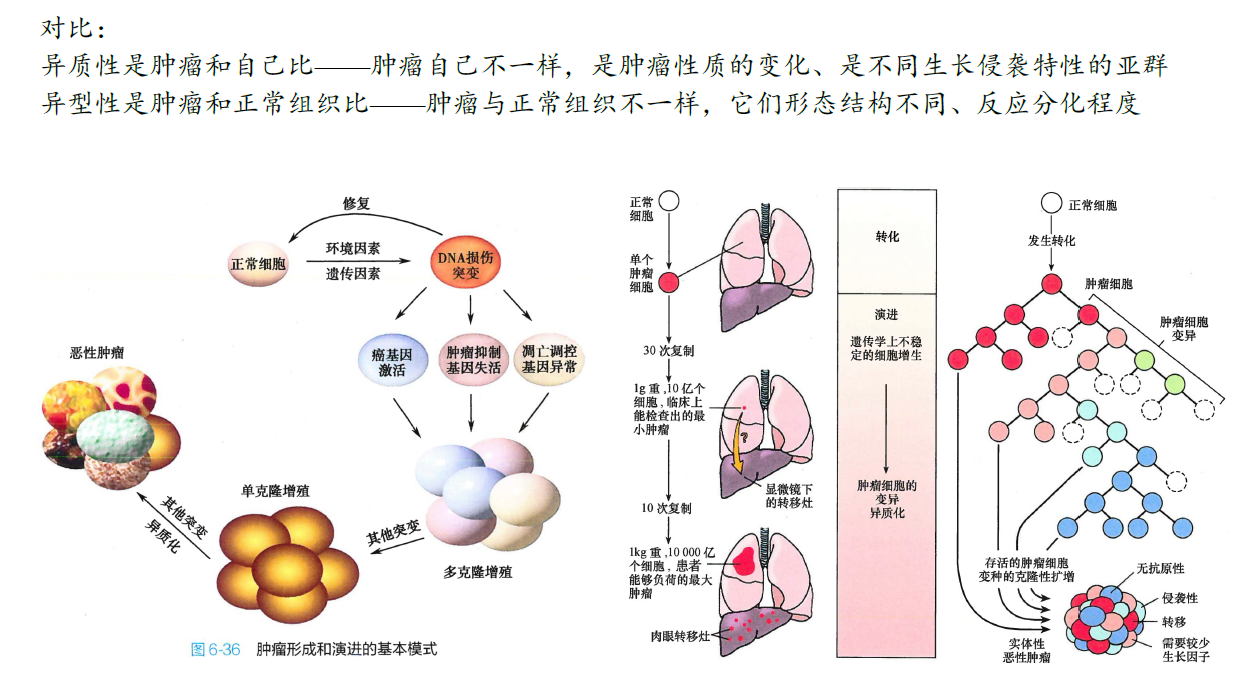 对比：
异质性是肿瘤和自己比——肿瘤自己不一样，是肿瘤性质的变化、是不同生长侵袭特性的亚群
异型性是肿瘤和正常组织比——肿瘤与正常组织不一样，它们形态结构不同、反应分化程度
修复
正常细胞
环境因素
遗传因素
DNA损伤
突变
癌基因
激活
肿瘤抑制
基因失活
凋亡调控
基因异常
恶性肿瘤
单克隆增殖
其他突变
异质化
其他突变
多克隆增殖
图6-36 肿瘤形成和演进的基本模式
正常
细胞
单个
肿瘤
细胞
30次复制
1g重,10亿个
细胞,临床上
能检查出的最
小肿瘤
?
显微镜下
的转移灶
10次复制
1kg重,10 000亿
个细胞,患者
能够负荷的最大
肿瘤
肉眼转移灶
转化
演进
遗传学上不稳
定的细胞增生
肿瘤细胞的
变异
异质化
正常细胞
发生转化
肿瘤细胞
肿瘤细胞
变异
存活的肿瘤细胞
变种的克隆性扩增
无抗原性
侵袭性
转移
需要较少
生长因子
实体性
恶性肿瘤